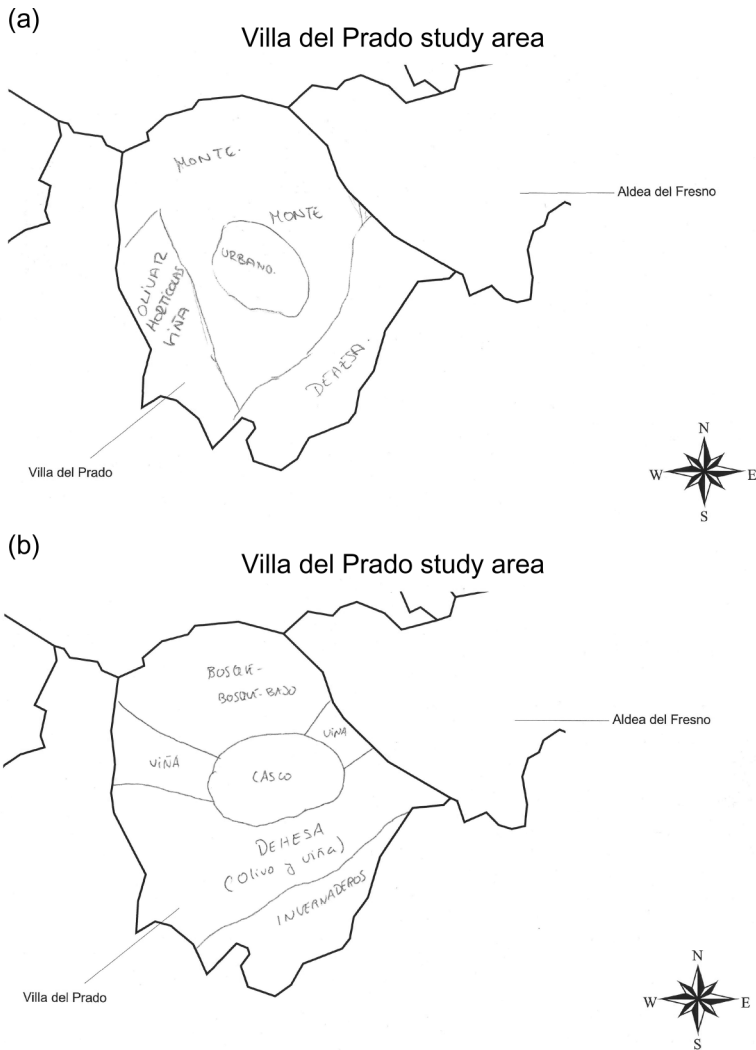 (a)
Villa del Prado study area
MONTE.
Aldea del Fresno
MONTE
URBANO.
OLIVAR
HORTÍCOLAS
VIÑA
DEHESA.
Villa del Prado
N
W
E
S
(b)
Villa del Prado study area
BOSQUE-
BOSQUE-BAJO
Aldea del Fresno
VIÑA
VIÑA
CASCO
DEHESA
(Olivo y viña)
INVERNADEROS
Villa del Prado
N
W
E
S